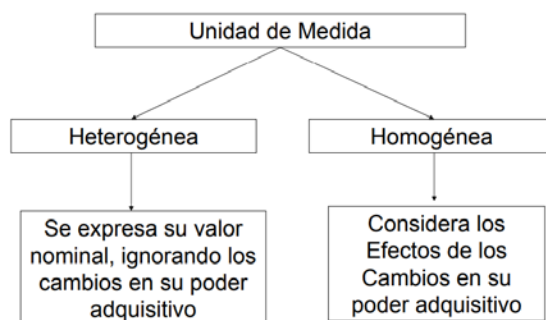 Unidad de Medida
Heterogénea
Homogénea
Se expresa su valor
nominal, ignorando los
cambios en su poder
adquisitivo
Considera los
Efectos de los
Cambios en su
poder adquisitivo